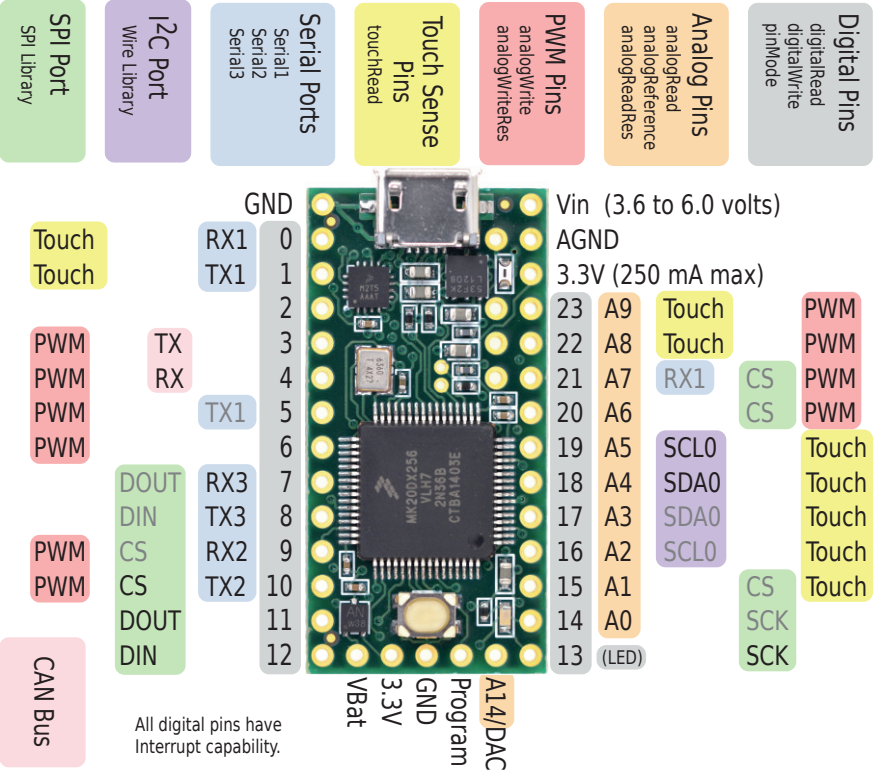 SPI Port
SPI Library
I2C Port
Wire Library
Serial Ports
Serial1
Serial2
Serial3
Touch Sense
Pins
touchRead
PWM Pins
analogWrite
analogWriteRes
Analog Pins
analogRead
analogReference
analogReadRes
Digital Pins
digitalRead
digitalWrite
pinMode
GND Vin (3.6 to 6.0 volts)
Touch RX1 0 AGND
Touch TX1 1 3.3V (250 mA max)
2 23 A9 Touch PWM
PWM TX 3 22 A8 Touch PWM
PWM RX 4 21 A7 RX1 CS PWM
PWM TX1 5 20 A6 CS PWM
PWM 6 19 A5 SCL0 Touch
DOUT RX3 7 18 A4 SDA0 Touch
DIN TX3 8 17 A3 SDA0 Touch
PWM CS RX2 9 16 A2 SCL0 Touch
PWM CS TX2 10 15 A1 CS Touch
DOUT 11 14 A0 SCK
DIN 12 13 (LED) SCK
M2T5
AAAT
MK20DX256
VLH7
2N36B
CTBA1403E
AN
VBat
3.3V
GND
Program
A14/DAC
CAN Bus
All digital pins have
Interrupt capability.